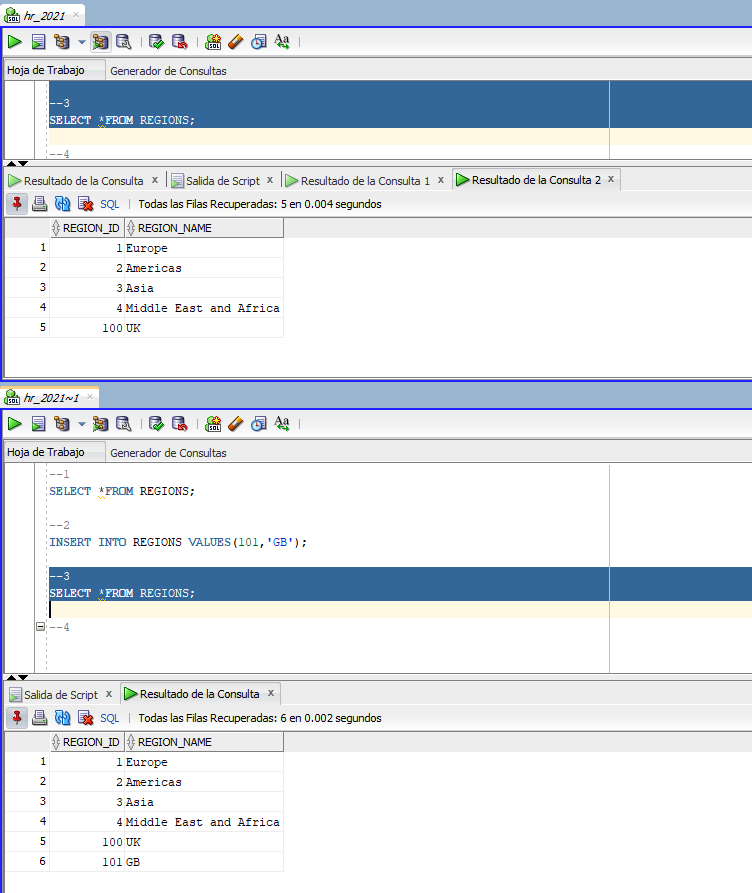 hr_2021
Hoja de Trabajo Generador de Consultas
--3
SELECT *FROM REGIONS;
--4
Resultado de la Consulta x Salida de Script x Resultado de la Consulta 1 x Resultado de la Consulta 2 x
SQL Todas las Filas Recuperadas: 5 en 0.004 segundos
REGION_ID REGION_NAME
1 1 Europe
2 2 Americas
3 3 Asia
4 4 Middle East and Africa
5 100 UK
hr_2021~1
Hoja de Trabajo Generador de Consultas
--1
SELECT *FROM REGIONS;
--2
INSERT INTO REGIONS VALUES(101,'GB');
--3
SELECT *FROM REGIONS;
--4
Salida de Script x Resultado de la Consulta x
SQL Todas las Filas Recuperadas: 6 en 0.002 segundos
REGION_ID REGION_NAME
1 1 Europe
2 2 Americas
3 3 Asia
4 4 Middle East and Africa
5 100 UK
6 101 GB